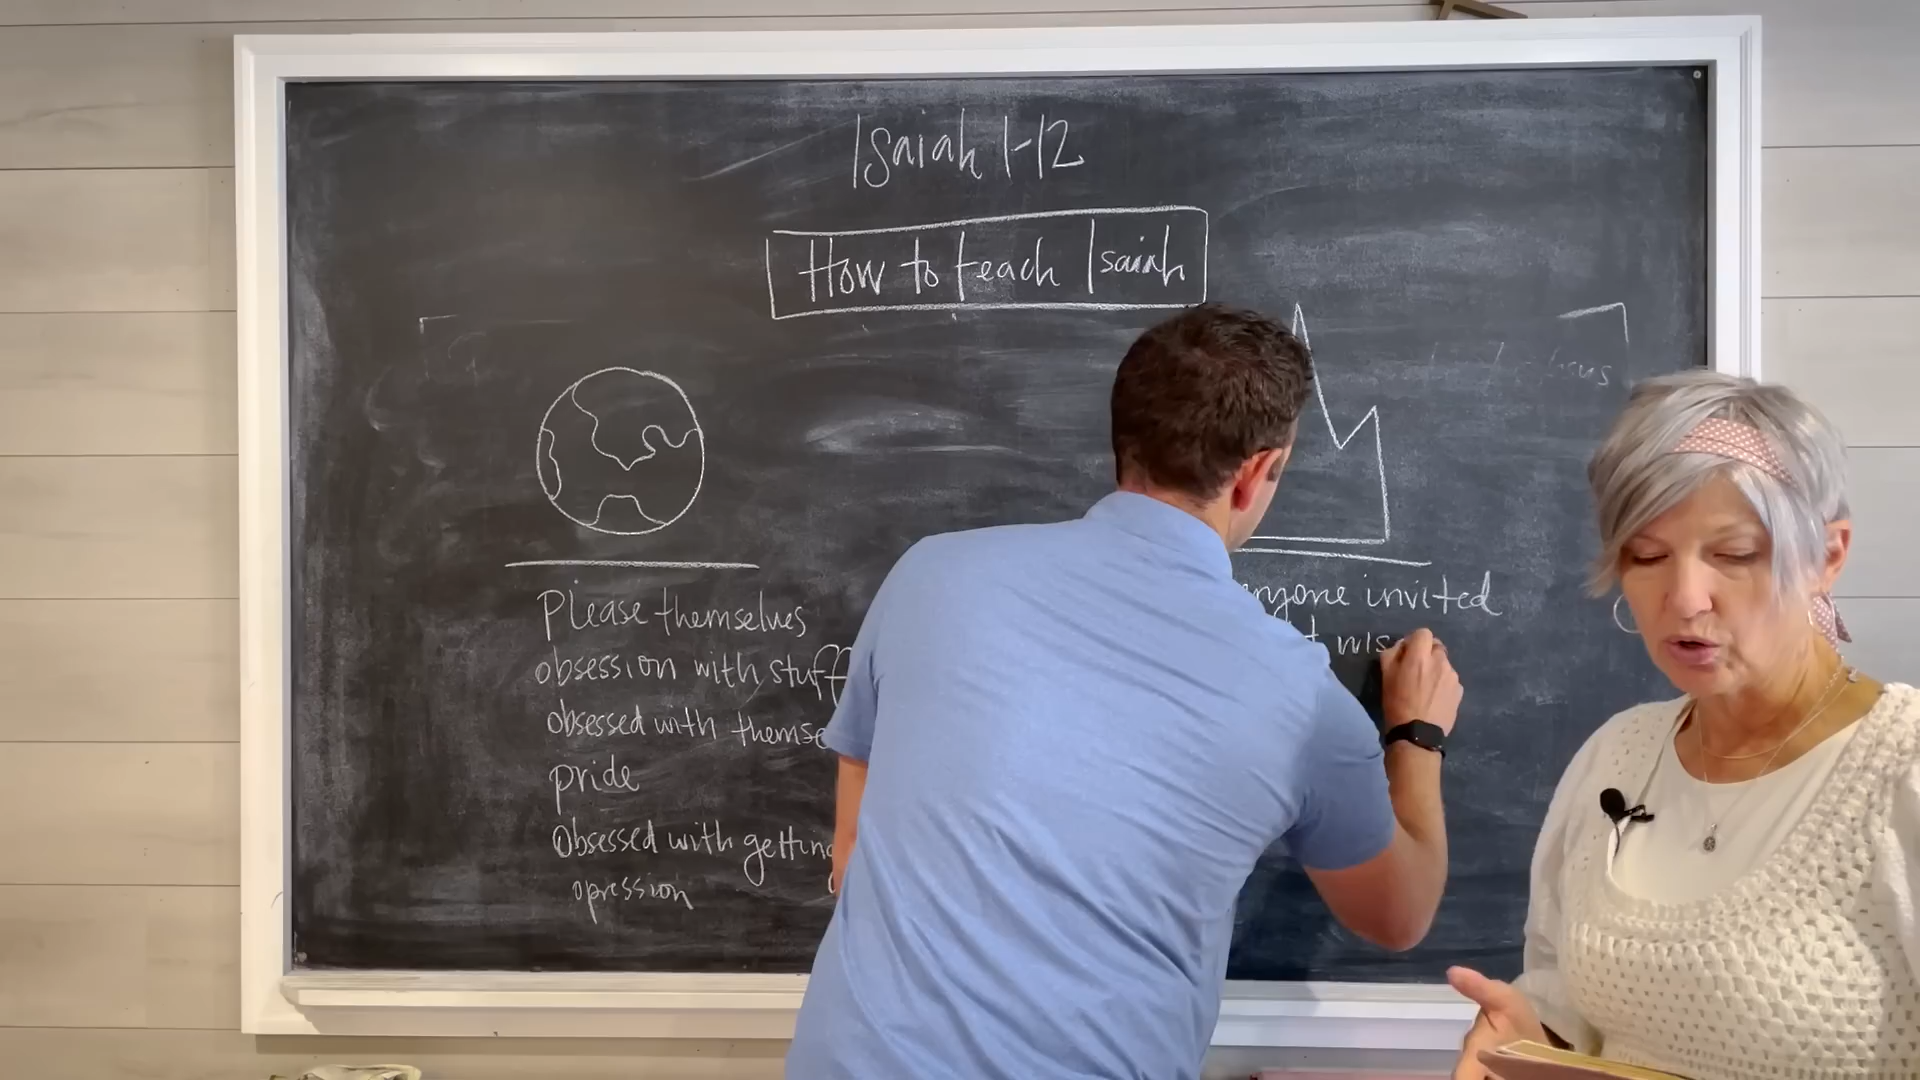 Isaiah 1-12
How to teach Isaiah
Please themselves
obsession with stuff
obsessed with
pride
Obsessed with getting
opression
invited